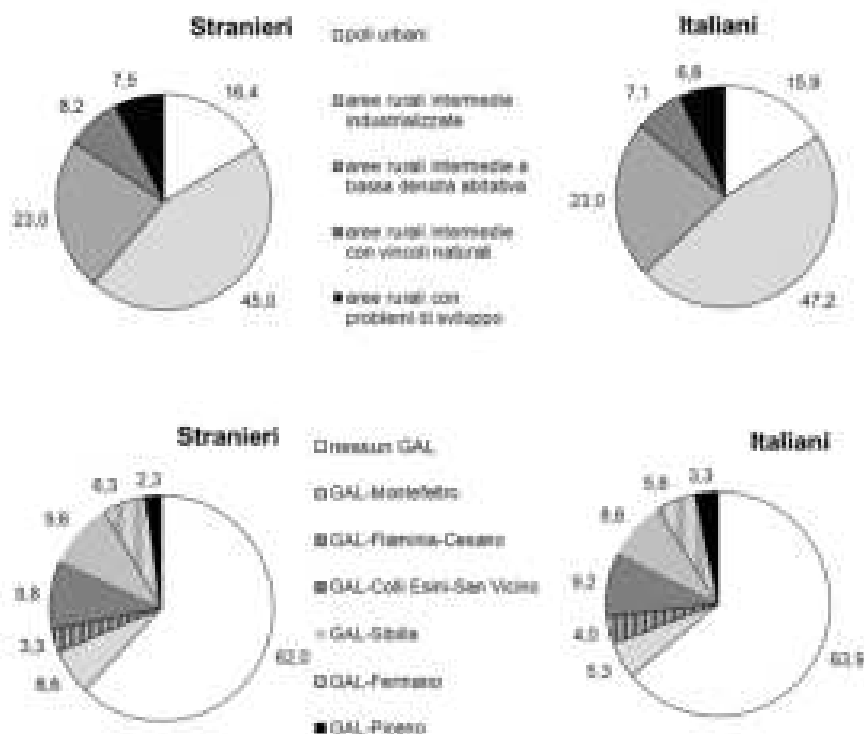 Stranieri
Italiani
poli urbani
aree rurali intermedie
industrializzate
aree rurali intermedie a
bassa densità abitativa
aree rurali intermedie
con vincoli naturali
aree rurali con
problemi di sviluppo
7,5
16,4
8,2
23,0
45,0
6,8
15,9
7,1
23,0
47,2
Stranieri
Italiani
nessun GAL
GAL-Montefeltro
GAL-Flaminia-Cesano
GAL-Colli Esini-San Vicino
GAL-Sibilla
GAL-Fermano
GAL-Piceno
6,3
2,3
3,3
6,6
62,0
5,8
3,3
9,2
4,0
5,3